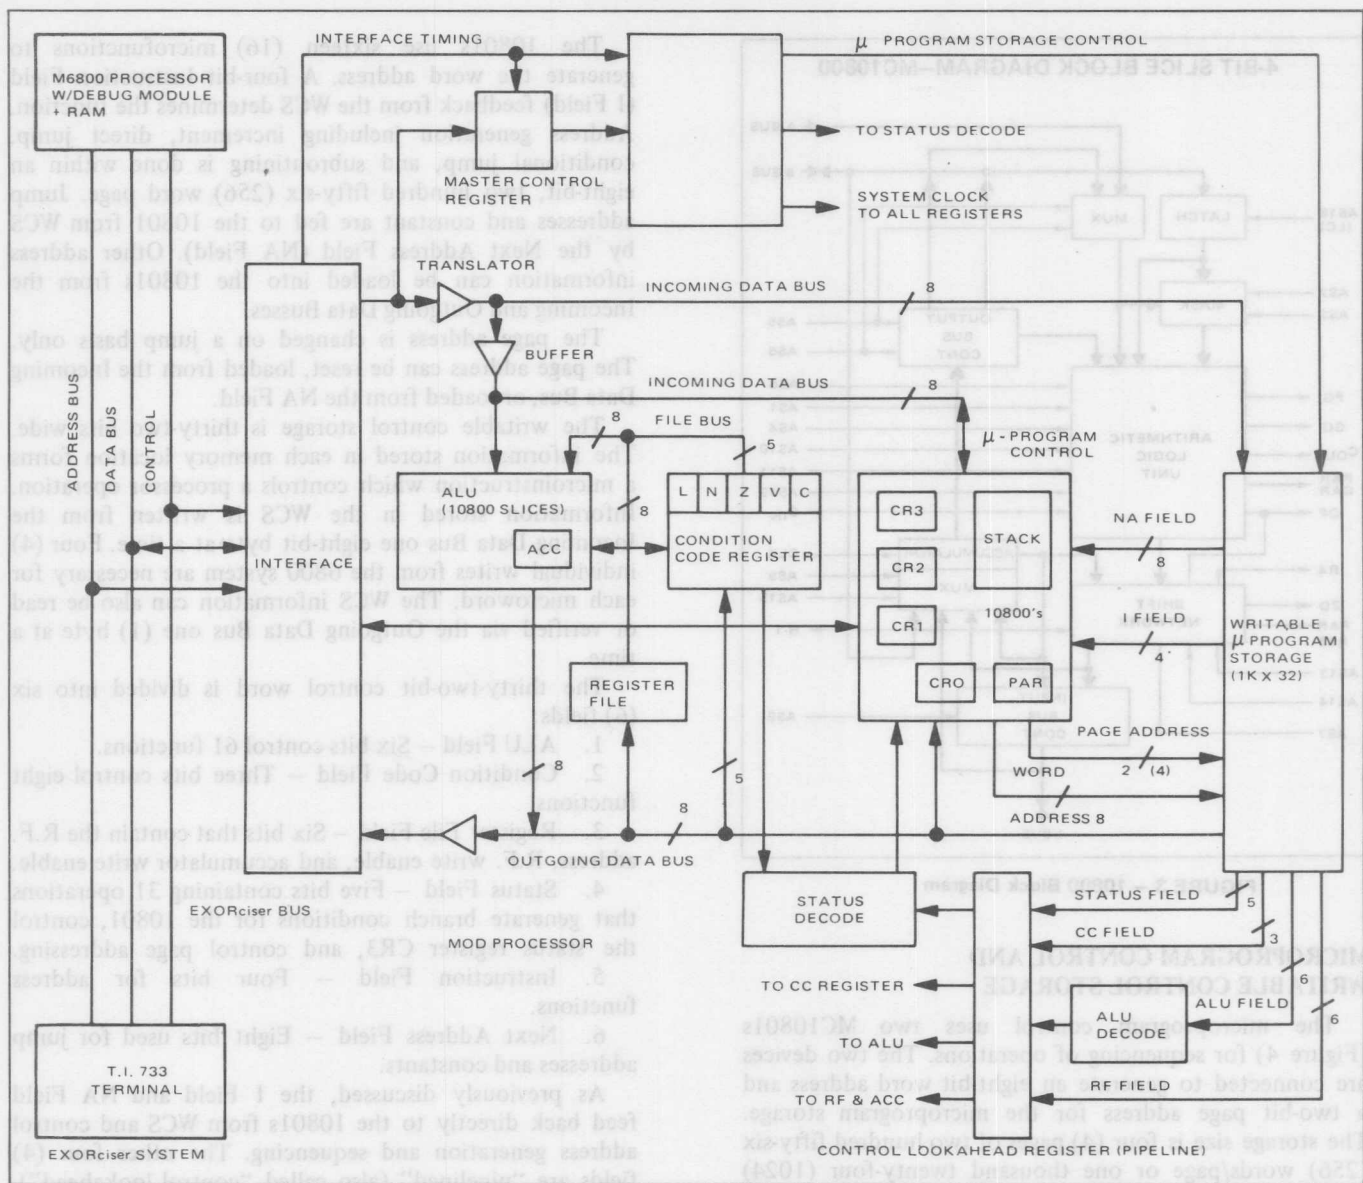 INTERFACE TIMING
μ PROGRAM STORAGE CONTROL
M6800 PROCESSOR
W/DEBUG MODULE
+ RAM
TO STATUS DECODE
MASTER CONTROL
REGISTER
SYSTEM CLOCK
TO ALL REGISTERS
TRANSLATOR
INCOMING DATA BUS
8
BUFFER
INCOMING DATA BUS
8
ADDRESS BUS
DATA BUS
CONTROL
8
FILE BUS
5
μ-PROGRAM
CONTROL
ALU
(10800 SLICES)
8
L N Z V C
CR3
STACK
NA FIELD
8
ACC
CONDITION
CODE REGISTER
INTERFACE
CR2
CR1
10800's
I FIELD
4
WRITABLE
μ PROGRAM
STORAGE
(1K X 32)
REGISTER
FILE
CRO
PAR
PAGE ADDRESS
2 (4)
WORD
ADDRESS 8
8
5
8
OUTGOING DATA BUS
EXORciser BUS
MOD PROCESSOR
STATUS
DECODE
STATUS FIELD
5
CC FIELD
3
TO CC REGISTER
6
ALU FIELD
6
ALU
DECODE
TO ALU
RF FIELD
TO RF & ACC
T.I. 733
TERMINAL
EXORciser SYSTEM
CONTROL LOOKAHEAD REGISTER (PIPELINE)